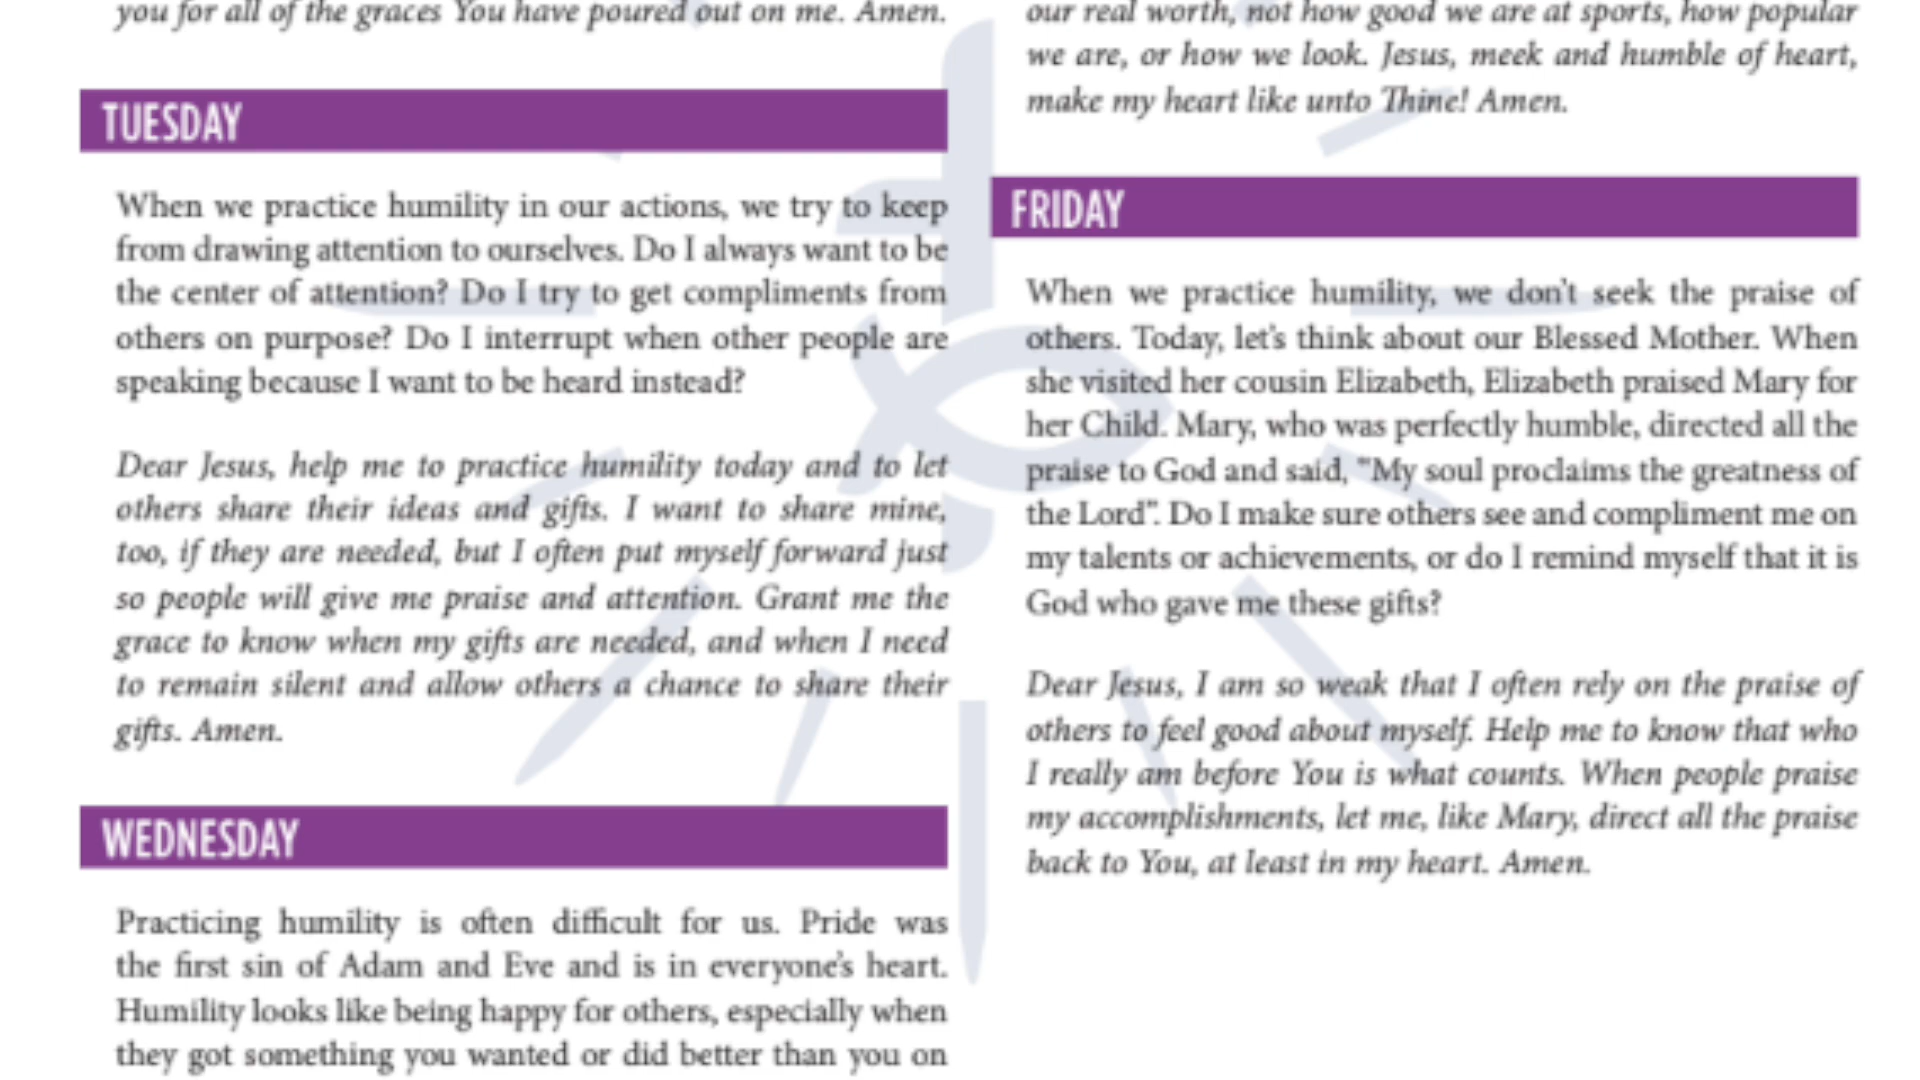 you for all of the graces You have poured out on me. Amen.
TUESDAY
When we practice humility in our actions, we try to keep
from drawing attention to ourselves. Do I always want to be
the center of attention? Do I try to get compliments from
others on purpose? Do I interrupt when other people are
speaking because I want to be heard instead?
Dear Jesus, help me to practice humility today and to let
others share their ideas and gifts. I want to share mine,
too, if they are needed, but I often put myself forward just
so people will give me praise and attention. Grant me the
grace to know when my gifts are needed, and when I need
to remain silent and allow others a chance to share their
gifts. Amen.
WEDNESDAY
Practicing humility is often difficult for us. Pride was
the first sin of Adam and Eve and is in everyone's heart.
Humility looks like being happy for others, especially when
they got something you wanted or did better than you on
our real worth, not how good we are at sports, how popular
we are, or how we look. Jesus, meek and humble of heart,
make my heart like unto Thine! Amen.
FRIDAY
When we practice humility, we don't seek the praise of
others. Today, let's think about our Blessed Mother. When
she visited her cousin Elizabeth, Elizabeth praised Mary for
her Child. Mary, who was perfectly humble, directed all the
praise to God and said, "My soul proclaims the greatness of
the Lord". Do I make sure others see and compliment me on
my talents or achievements, or do I remind myself that it is
God who gave me these gifts?
Dear Jesus, I am so weak that I often rely on the praise of
others to feel good about myself. Help me to know that who
I really am before You is what counts. When people praise
my accomplishments, let me, like Mary, direct all the praise
back to You, at least in my heart. Amen.